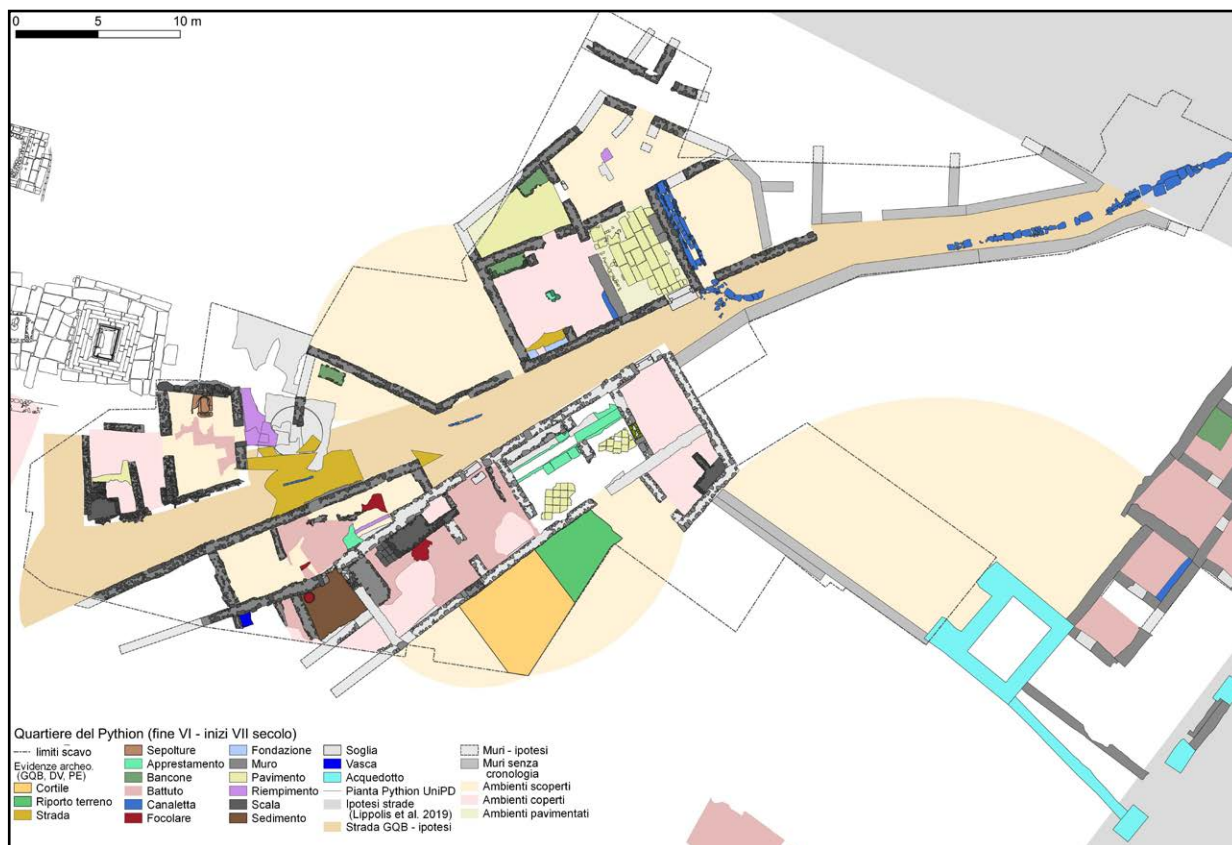 0 5 10 m
Quartiere del Pythion (fine VI - inizi VII secolo)
limiti scavo
Evidenze archeo.
(GQB, DV, PE)
Cortile
Riporto terreno
Strada
Sepolture
Apprestamento
Bancone
Battuto
Canaletta
Focolare
Fondazione
Muro
Pavimento
Riempimento
Scala
Sedimento
Soglia
Vasca
Acquedotto
Pianta Pythion UniPD
Ipotesi strade
(Lippolis et al. 2019)
Strada GQB - ipotesi
Muri - ipotesi
Muri senza
cronologia
Ambienti scoperti
Ambienti coperti
Ambienti pavimentati